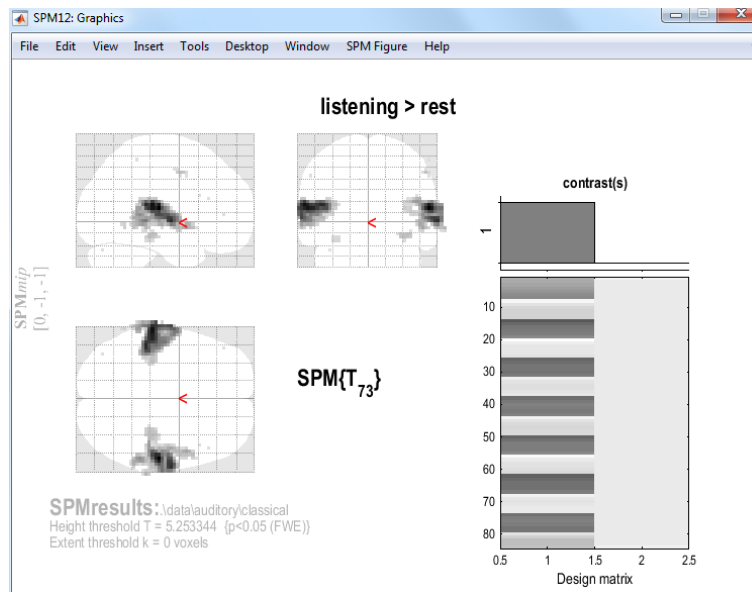 SPM12: Graphics
File Edit View Insert Tools Desktop Window SPM Figure Help
listening > rest
SPMmip
[0, -1, -1]
<
<
<
SPM{T73}
SPMresults:.\data\auditory\classical
Height threshold T = 5.253344 {p<0.05 (FWE)}
Extent threshold k = 0 voxels
contrast(s)
1
10
20
30
40
50
60
70
80
0.5 1 1.5 2 2.5
Design matrix